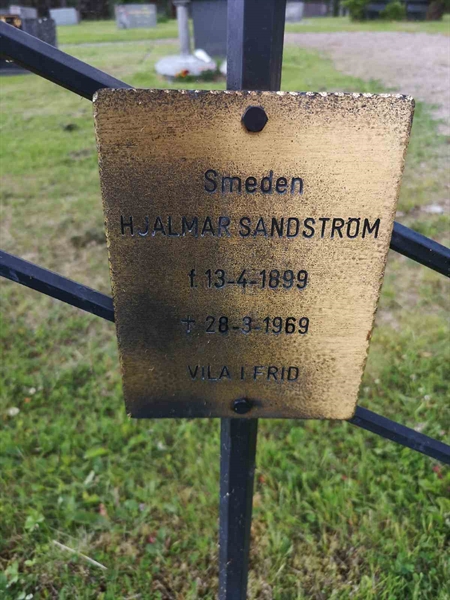 Smeden
HJALMAR SANDSTRÖM
f. 13-4-1899
† 28-3-1969
VILA I FRID